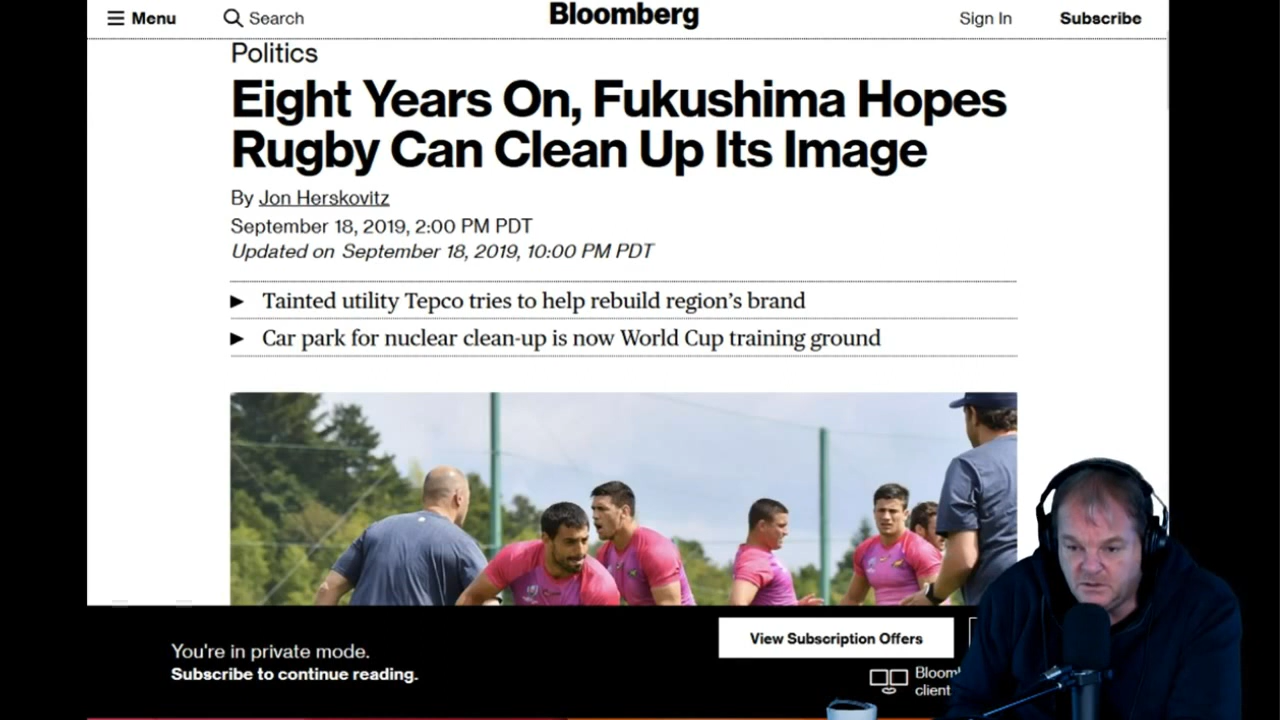 Menu
Search
Bloomberg
Sign In
Subscribe
Politics
Eight Years On, Fukushima Hopes
Rugby Can Clean Up Its Image
By Jon Herskovitz
September 18, 2019, 2:00 PM PDT
Updated on September 18, 2019, 10:00 PM PDT
Tainted utility Tepco tries to help rebuild region's brand
Car park for nuclear clean-up is now World Cup training ground
You're in private mode.
Subscribe to continue reading.
View Subscription Offers
client